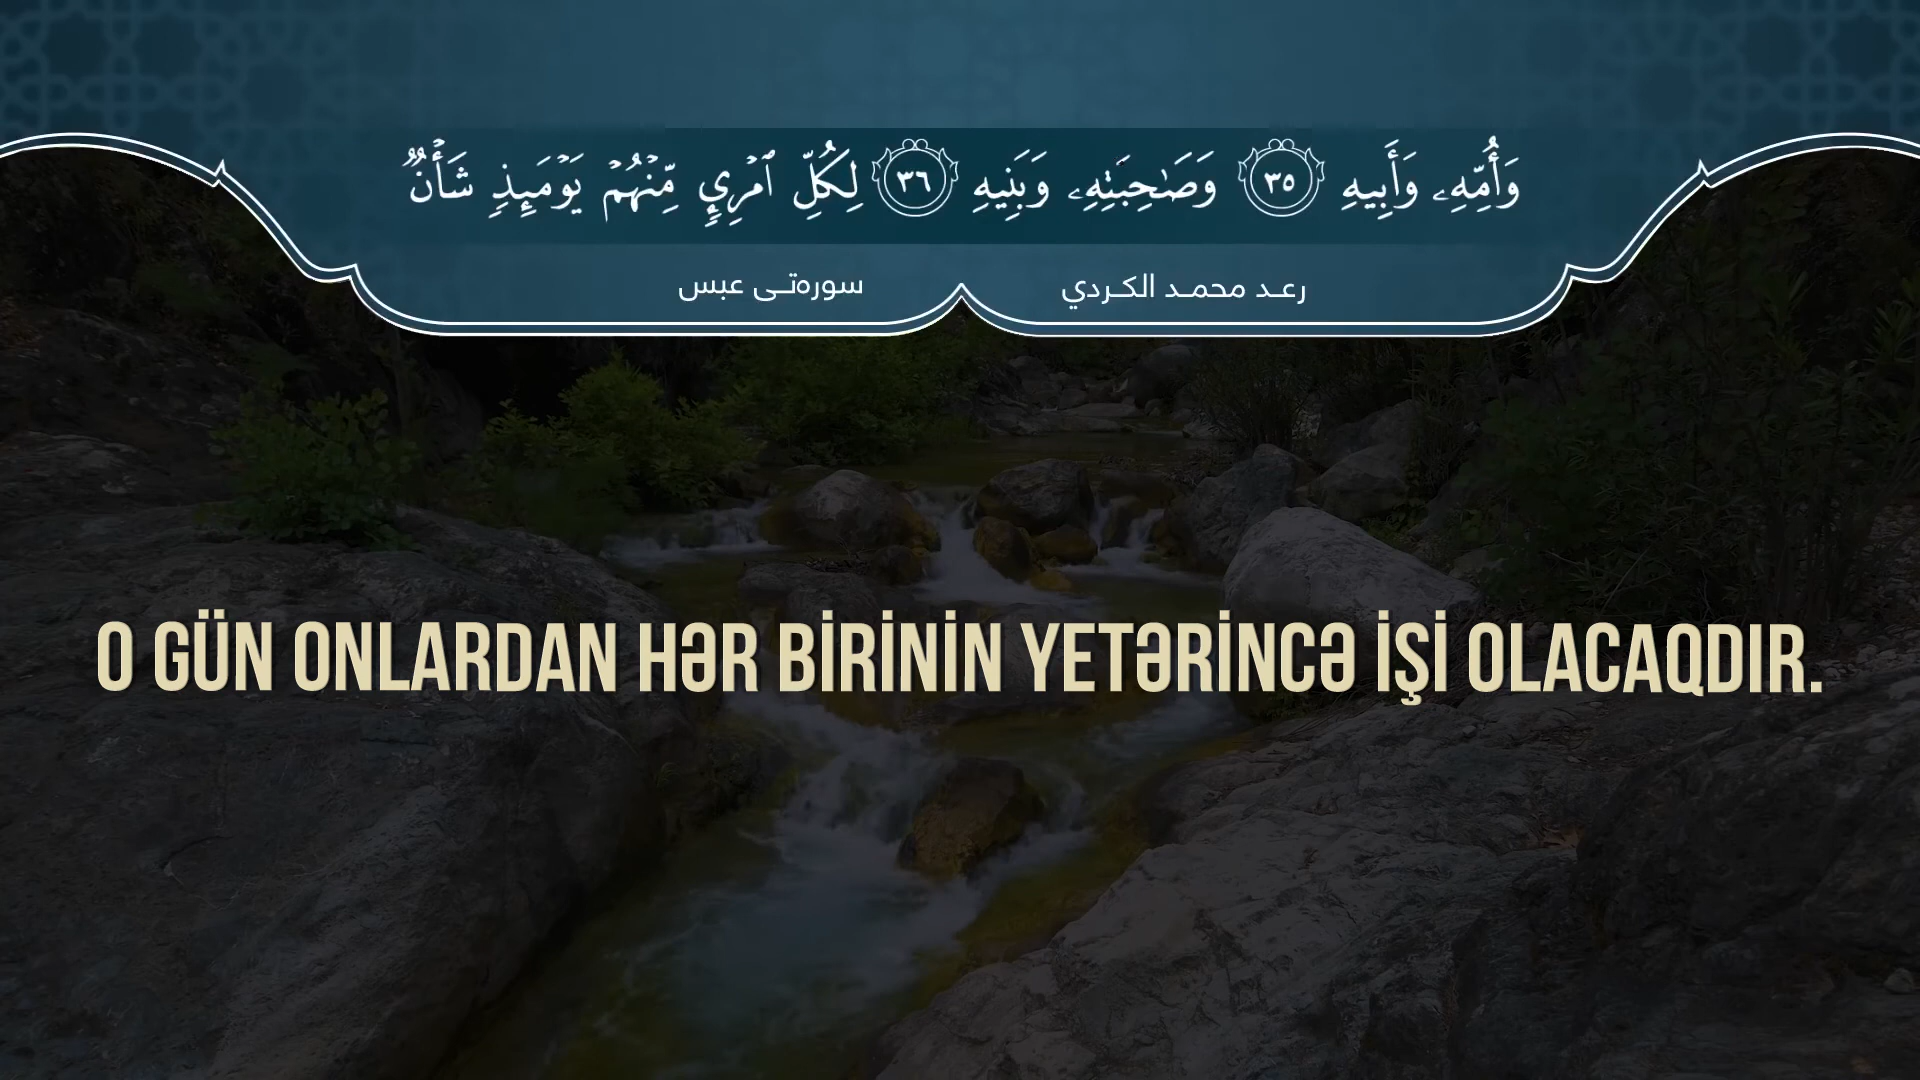 وَأُمِّهِۦ وَأَبِيهِ ٣٥ وَصَٰحِبَتِهِۦ وَبَنِيهِ ٣٦ لِكُلِّ ٱمۡرِيٕٖ مِّنۡهُمۡ يَوۡمَئِذٖ شَأۡنٞ
رعد محمد الكردي سورەتی عبس
O GÜN ONLARDAN HƏR BİRİNİN YETƏRİNCƏ İŞİ OLACAQDIR.